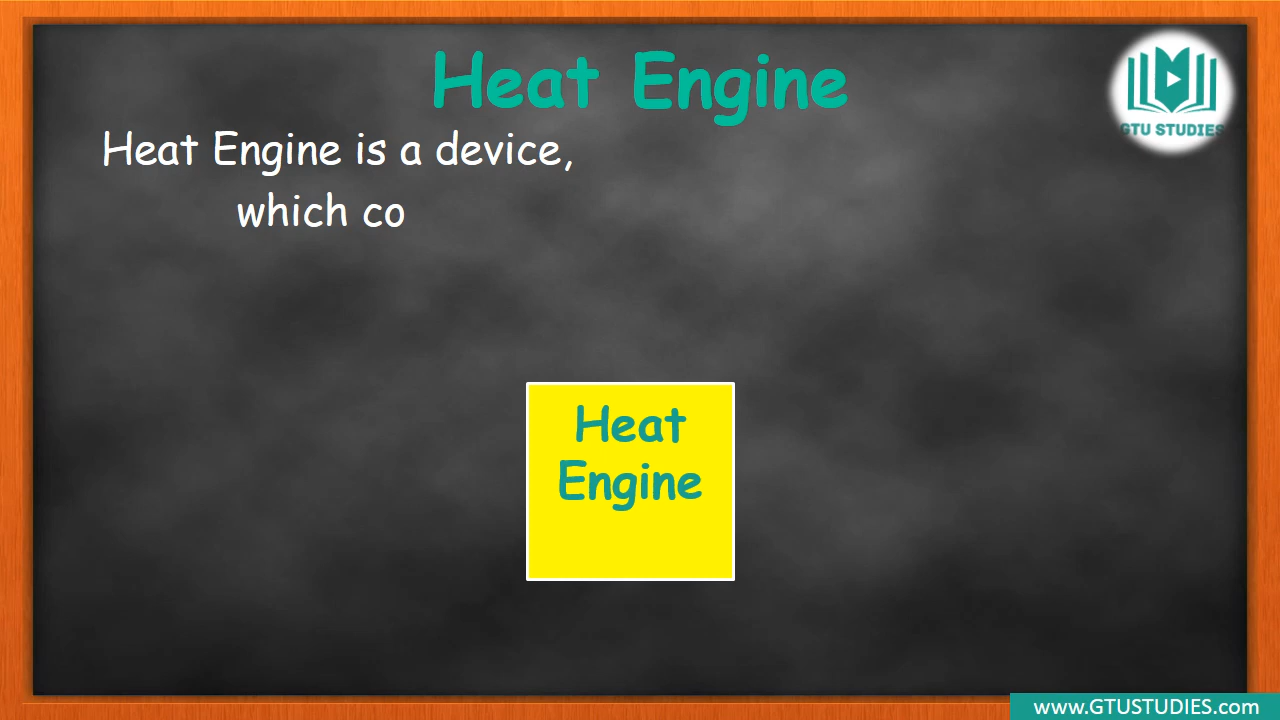 Heat Engine
GTU STUDIES
Heat Engine is a device,
which co
Heat
Engine
www.GTUSTUDIES.com